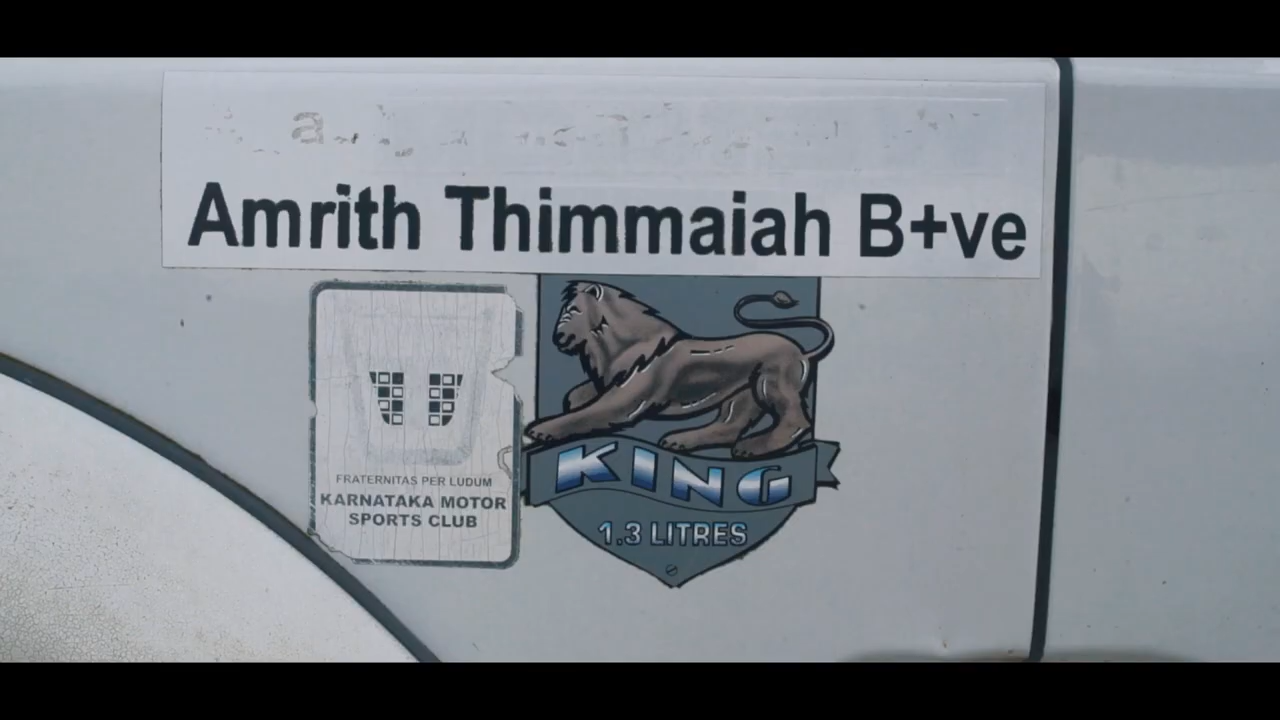 Amrith Thimmaiah B+ve
FRATERNITAS PER LUDUM
KARNATAKA MOTOR
SPORTS CLUB
KING
1.3 LITRES